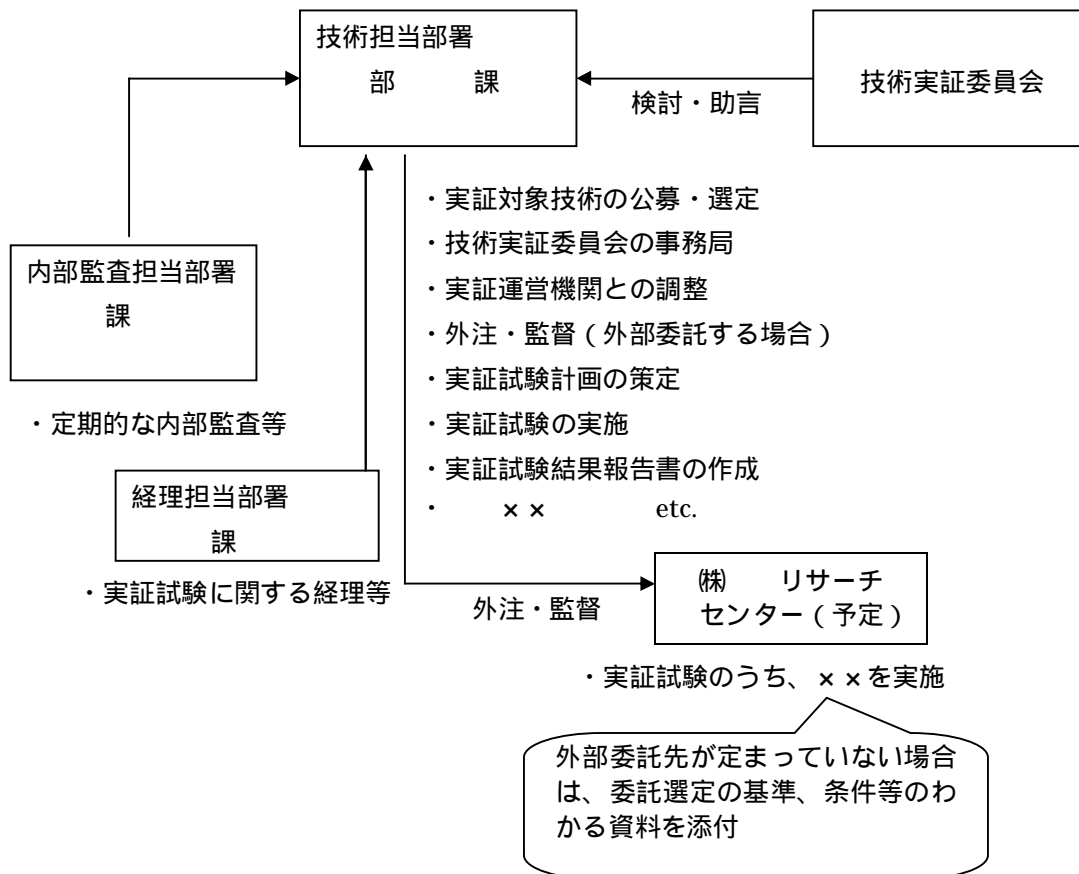 技術担当部署
部 課
検討・助言
技術実証委員会
・実証対象技術の公募・選定
・技術実証委員会の事務局
・実証運営機関との調整
・外注・監督（外部委託する場合）
・実証試験計画の策定
・実証試験の実施
・実証試験結果報告書の作成
・ ×× etc.
内部監査担当部署
課
・定期的な内部監査等
経理担当部署
課
・実証試験に関する経理等
外注・監督
㈱ リサーチ
センター（予定）
・実証試験のうち、××を実施
外部委託先が定まっていない場合
は、委託選定の基準、条件等のわ
かる資料を添付